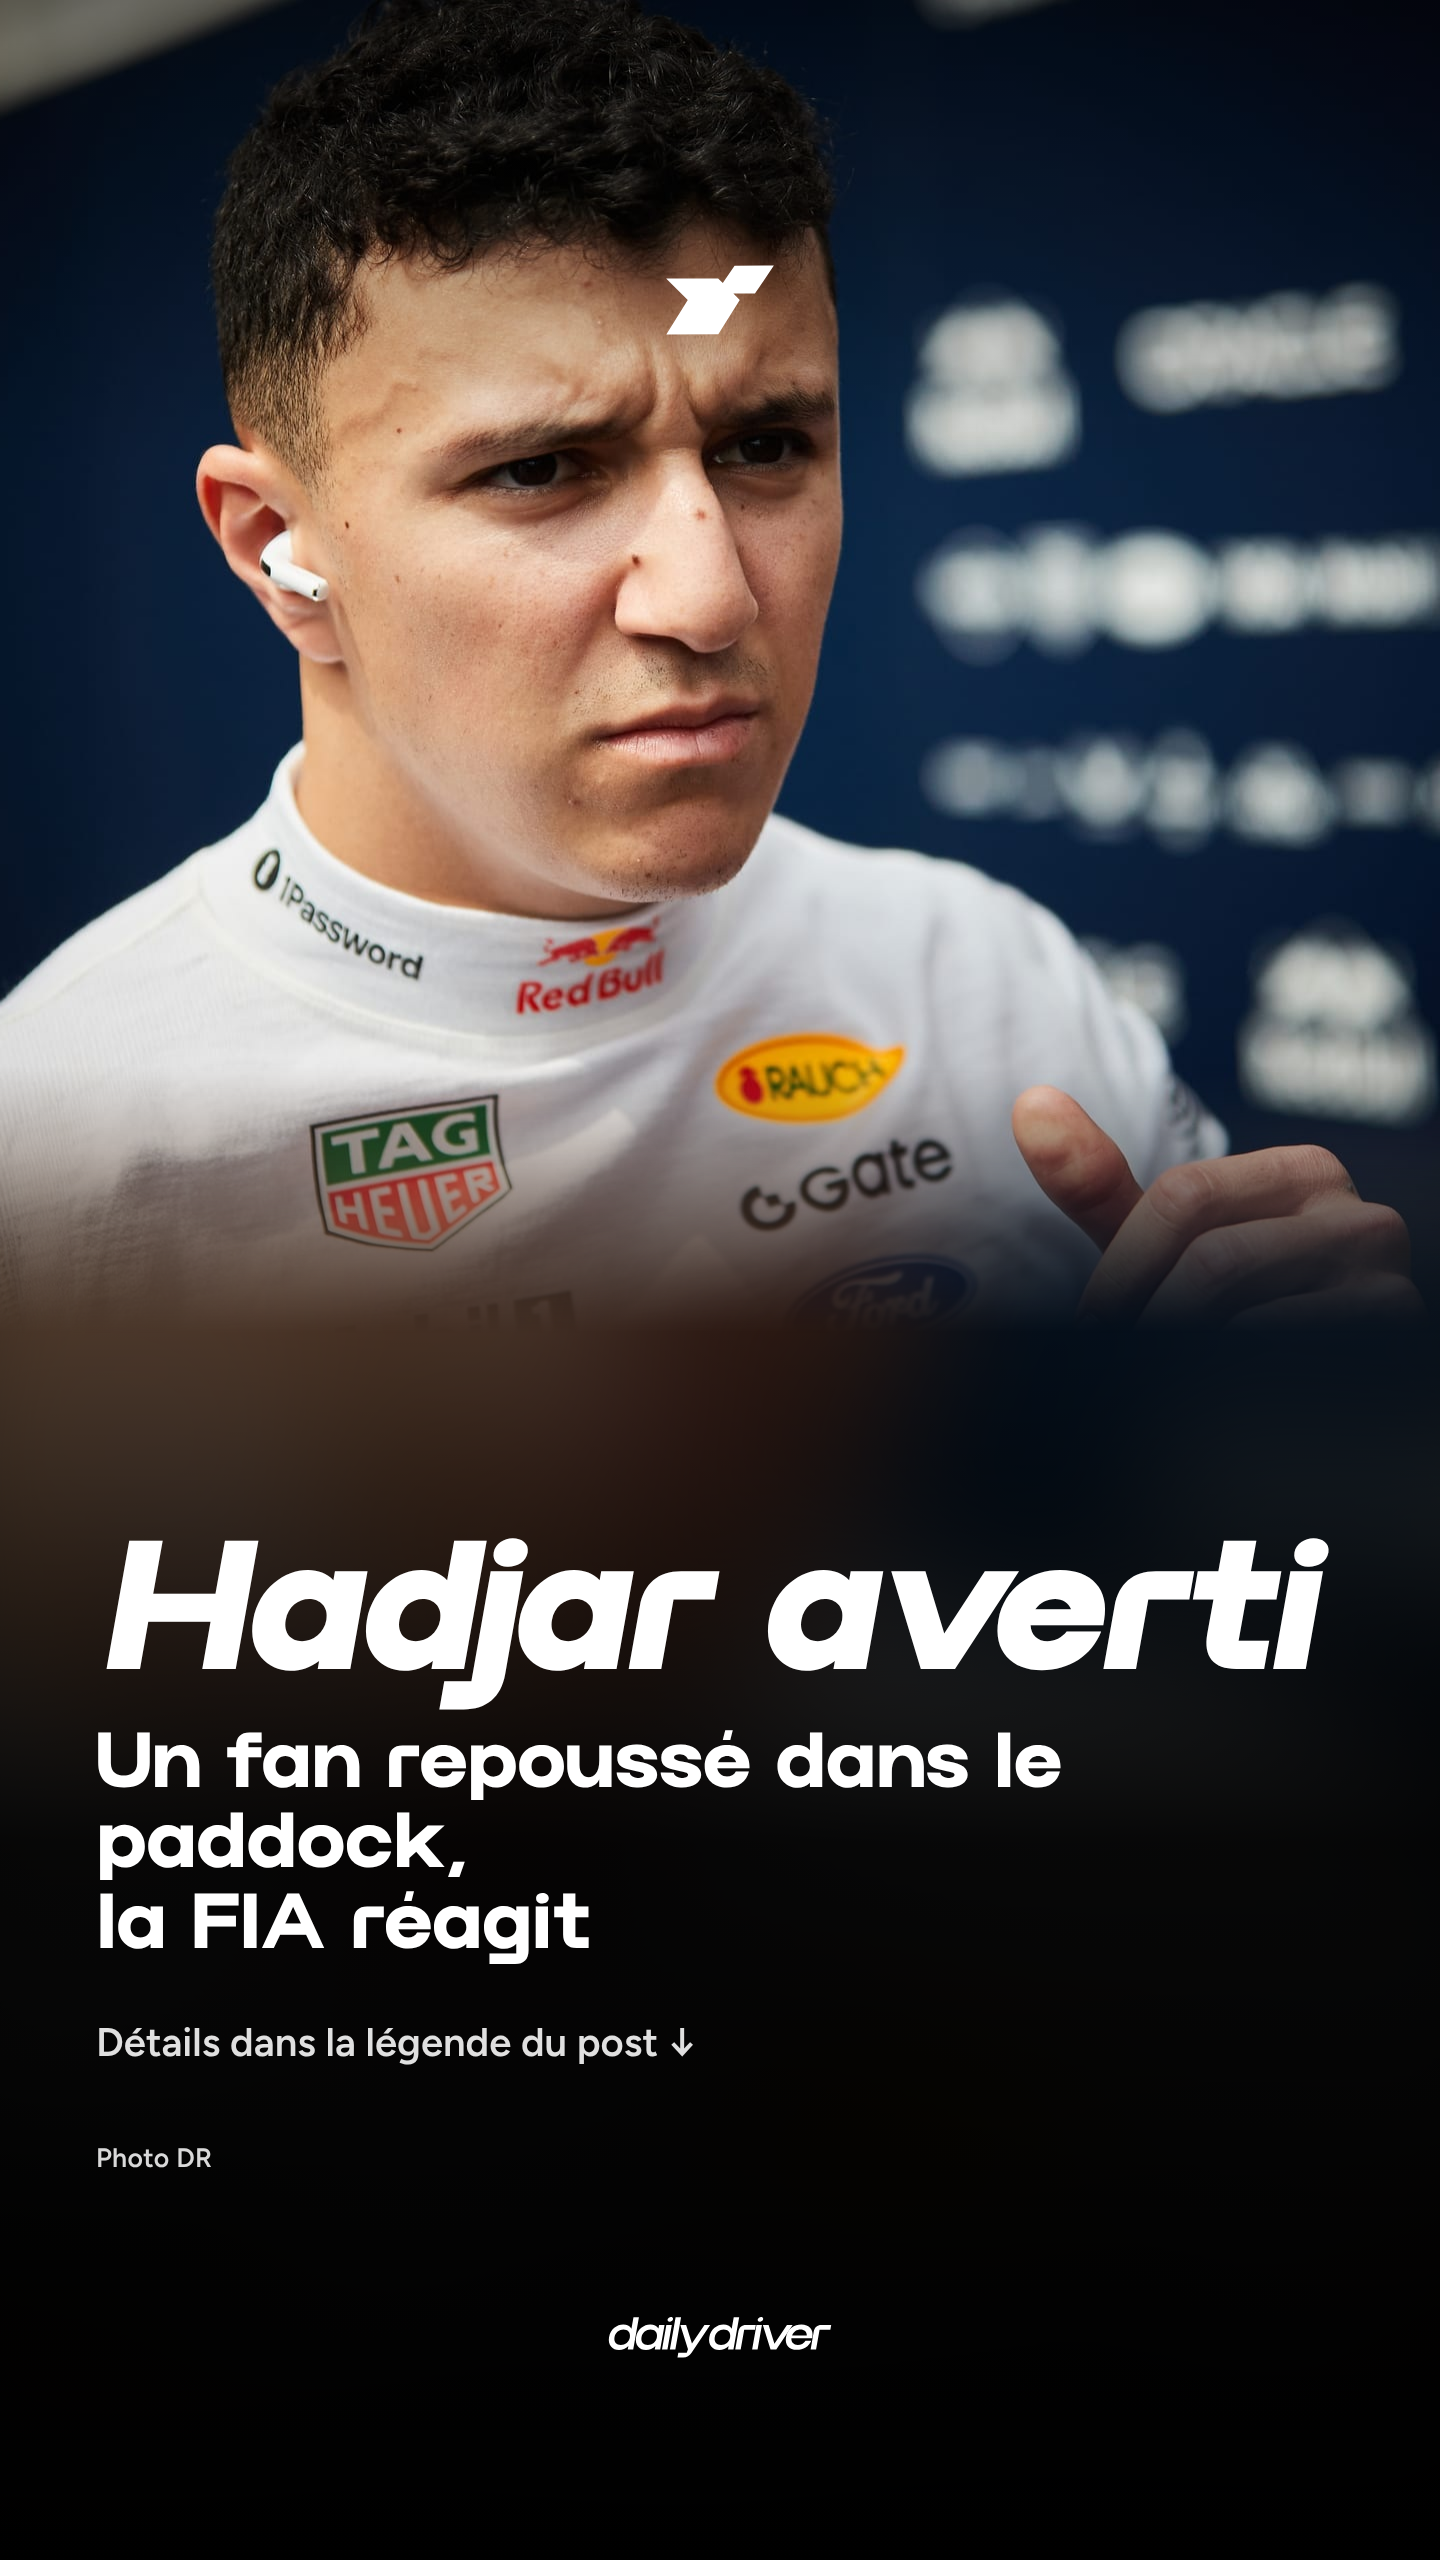 1Password
Red Bull
RAUCH
TAG
HEUER
Gate
Ford
Hadjar averti
Un fan repoussé dans le
paddock,
la FIA réagit
Détails dans la légende du post ↓
Photo DR
dailydriver